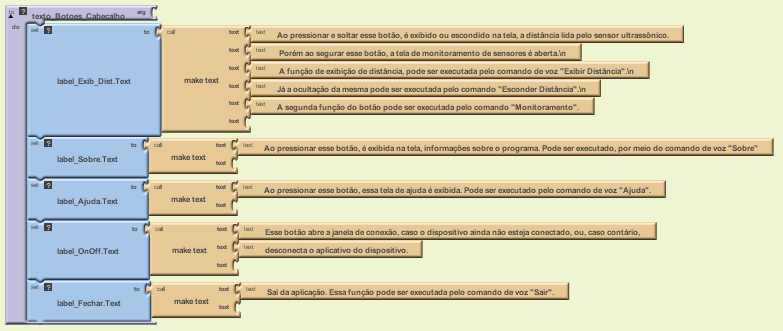 to ? texto_Botoes_Cabecalho arg
do set ? label_Exib_Dist.Text to call make text text text Ao pressionar e soltar esse botão, é exibido ou escondido na tela, a distância lida pelo sensor ultrassônico.
text text Porém ao segurar esse botão, a tela de monitoramento de sensores é aberta.\n
text text A função de exibição de distância, pode ser executada pelo comando de voz "Exibir Distância".\n
text text Já a ocultação da mesma pode ser executada pelo comando "Esconder Distância".\n
text text A segunda função do botão pode ser executada pelo comando "Monitoramento".
text
set ? label_Sobre.Text to call make text text text Ao pressionar esse botão, é exibida na tela, informações sobre o programa. Pode ser executado, por meio do comando de voz "Sobre"
text
set ? label_Ajuda.Text to call make text text text Ao pressionar esse botão, essa tela de ajuda é exibida. Pode ser executado pelo comando de voz "Ajuda".
text
set ? label_OnOff.Text to call make text text text Esse botão abre a janela de conexão, caso o dispositivo ainda não esteja conectado, ou, caso contário,
text text desconecta o aplicativo do dispositivo.
text
set ? label_Fechar.Text to call make text text text Sai da aplicação. Essa função pode ser executada pelo comando de voz "Sair".
text